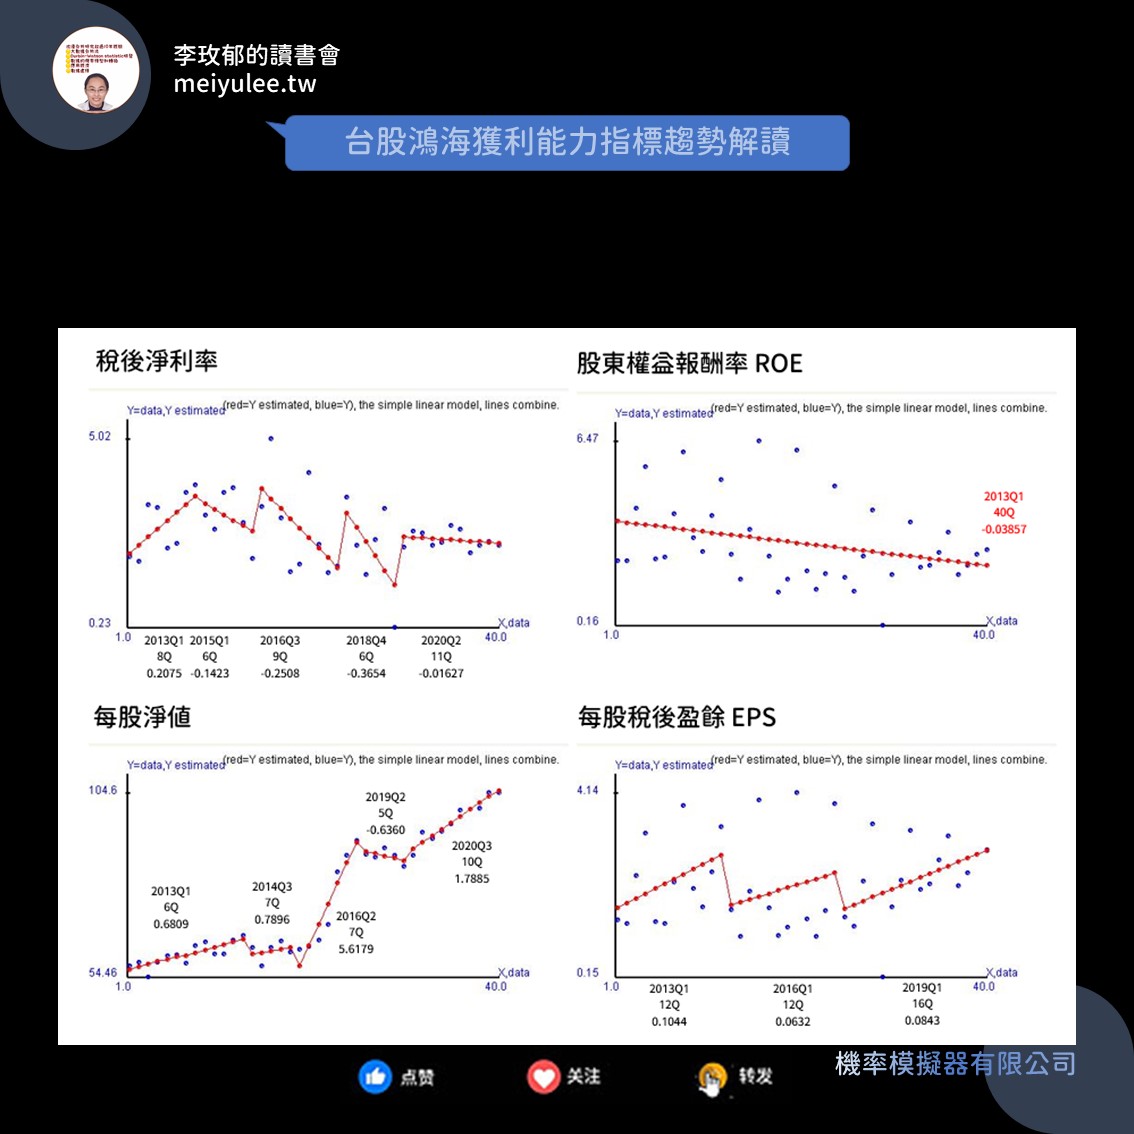 李玫郁的讀書會
meiyulee.tw
台股鴻海獲利能力指標趨勢解讀
稅後淨利率
Y=data,Y estimated(red=Y estimated, blue=Y), the simple linear model, lines combine.
5.02
0.23
X,data
1.0
40.0
2013Q1 2015Q1 2016Q3 2018Q4 2020Q2
8Q 6Q 9Q 6Q 11Q
0.2075 -0.1423 -0.2508 -0.3654 -0.01627
股東權益報酬率 ROE
Y=data,Y estimated(red=Y estimated, blue=Y), the simple linear model, lines combine.
6.47
2013Q1
40Q
-0.03857
0.16
X,data
1.0
40.0
每股淨值
Y=data,Y estimated(red=Y estimated, blue=Y), the simple linear model, lines combine.
104.6
2019Q2
5Q
-0.6360
2020Q3
10Q
1.7885
2013Q1
6Q
0.6809
2014Q3
7Q
0.7896
2016Q2
7Q
5.6179
54.46
X,data
1.0
40.0
每股稅後盈餘 EPS
Y=data,Y estimated(red=Y estimated, blue=Y), the simple linear model, lines combine.
4.14
0.15
X,data
1.0
40.0
2013Q1 2016Q1 2019Q1
12Q 12Q 16Q
0.1044 0.0632 0.0843
機率模擬器有限公司
点赞
关注
转发